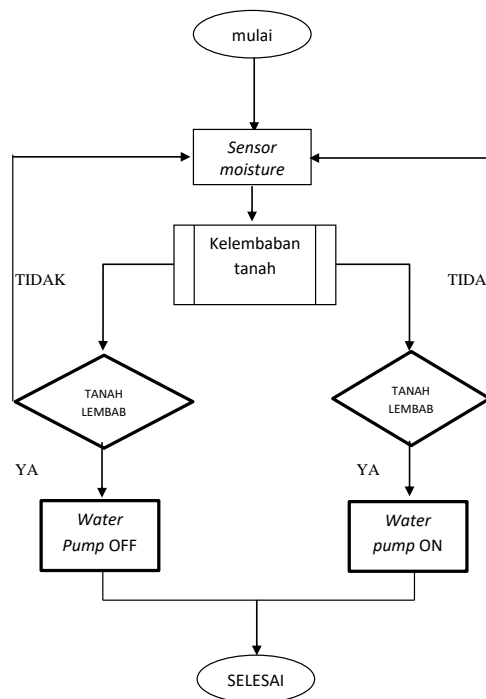 mulai
Sensor
moisture
Kelembaban
tanah
TIDAK
TIDA
TANAH
LEMBAB
TANAH
LEMBAB
YA
YA
Water
Pump OFF
Water
pump ON
SELESAI